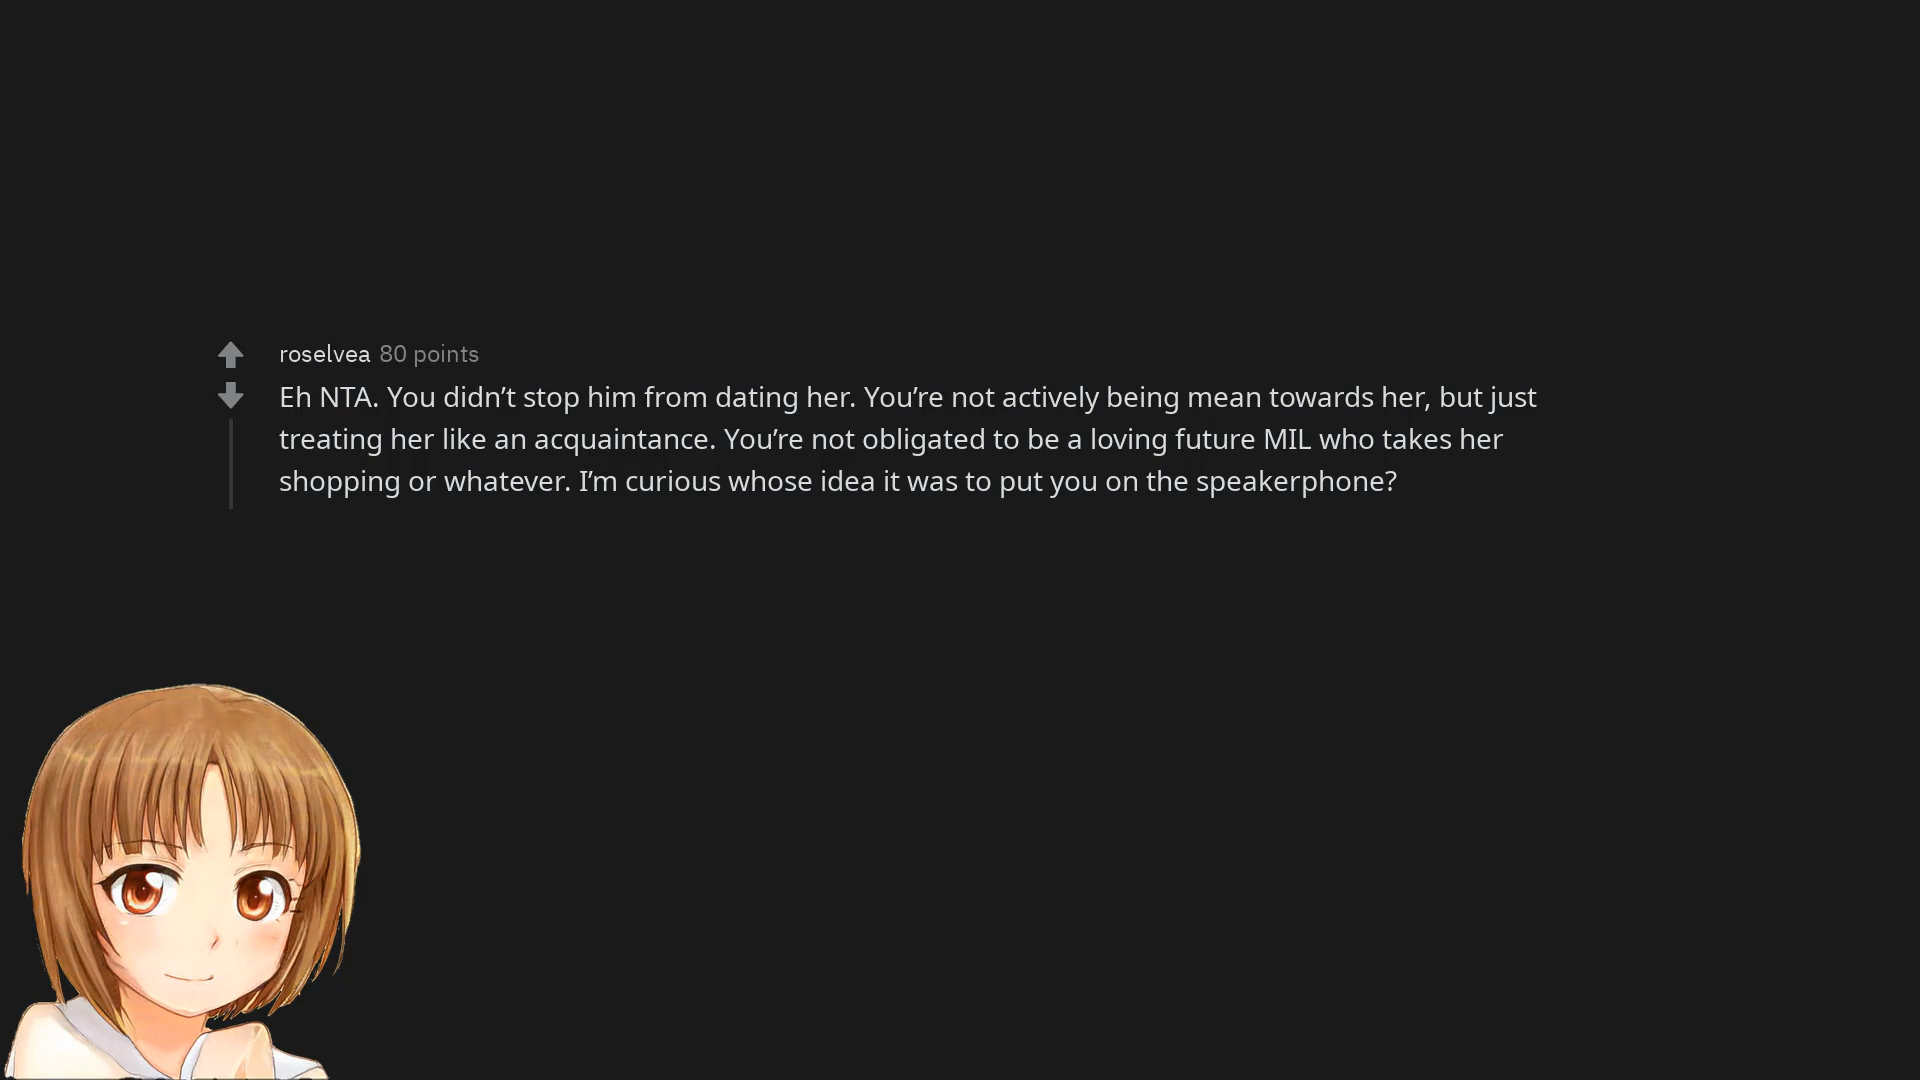 roselvea 80 points
Eh NTA. You didn’t stop him from dating her. You’re not actively being mean towards her, but just
treating her like an acquaintance. You’re not obligated to be a loving future MIL who takes her
shopping or whatever. I’m curious whose idea it was to put you on the speakerphone?